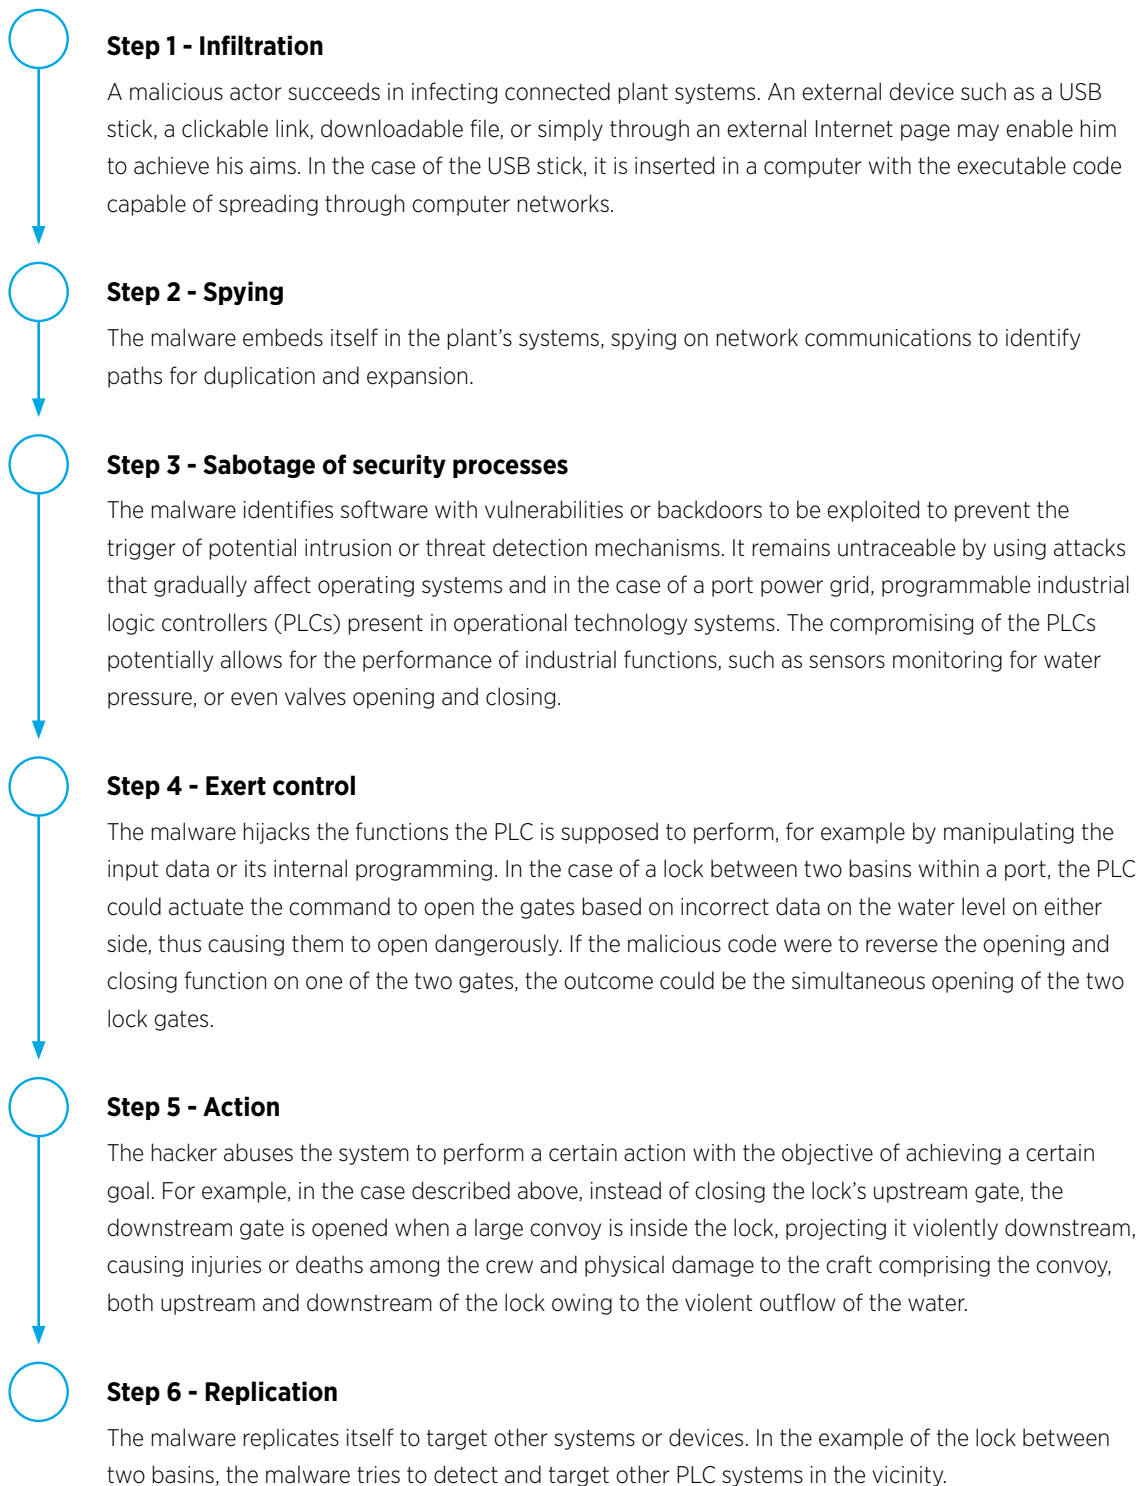 Step 1 - Infiltration
A malicious actor succeeds in infecting connected plant systems. An external device such as a USB
stick, a clickable link, downloadable file, or simply through an external Internet page may enable him
to achieve his aims. In the case of the USB stick, it is inserted in a computer with the executable code
capable of spreading through computer networks.
Step 2 - Spying
The malware embeds itself in the plant's systems, spying on network communications to identify
paths for duplication and expansion.
Step 3 - Sabotage of security processes
The malware identifies software with vulnerabilities or backdoors to be exploited to prevent the
trigger of potential intrusion or threat detection mechanisms. It remains untraceable by using attacks
that gradually affect operating systems and in the case of a port power grid, programmable industrial
logic controllers (PLCs) present in operational technology systems. The compromising of the PLCs
potentially allows for the performance of industrial functions, such as sensors monitoring for water
pressure, or even valves opening and closing.
Step 4 - Exert control
The malware hijacks the functions the PLC is supposed to perform, for example by manipulating the
input data or its internal programming. In the case of a lock between two basins within a port, the PLC
could actuate the command to open the gates based on incorrect data on the water level on either
side, thus causing them to open dangerously. If the malicious code were to reverse the opening and
closing function on one of the two gates, the outcome could be the simultaneous opening of the two
lock gates.
Step 5 - Action
The hacker abuses the system to perform a certain action with the objective of achieving a certain
goal. For example, in the case described above, instead of closing the lock's upstream gate, the
downstream gate is opened when a large convoy is inside the lock, projecting it violently downstream,
causing injuries or deaths among the crew and physical damage to the craft comprising the convoy,
both upstream and downstream of the lock owing to the violent outflow of the water.
Step 6 - Replication
The malware replicates itself to target other systems or devices. In the example of the lock between
two basins, the malware tries to detect and target other PLC systems in the vicinity.